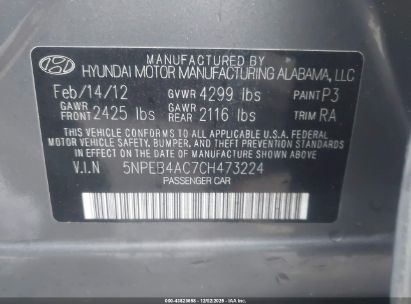 MANUFACTURED BY
HYUNDAI MOTOR MANUFACTURING ALABAMA, LLC
Feb/14/12 GVWR 4299 lbs PAINT P3
GAWR FRONT 2425 lbs GAWR REAR 2116 lbs TRIM RA
THIS VEHICLE CONFORMS TO ALL APPLICABLE U.S.A. FEDERAL
MOTOR VEHICLE SAFETY, BUMPER, AND THEFT PREVENTION STANDARDS
IN EFFECT ON THE DATE OF MANUFACTURE SHOWN ABOVE.
V.I.N 5NPEB4AC7CH473224
PASSENGER CAR